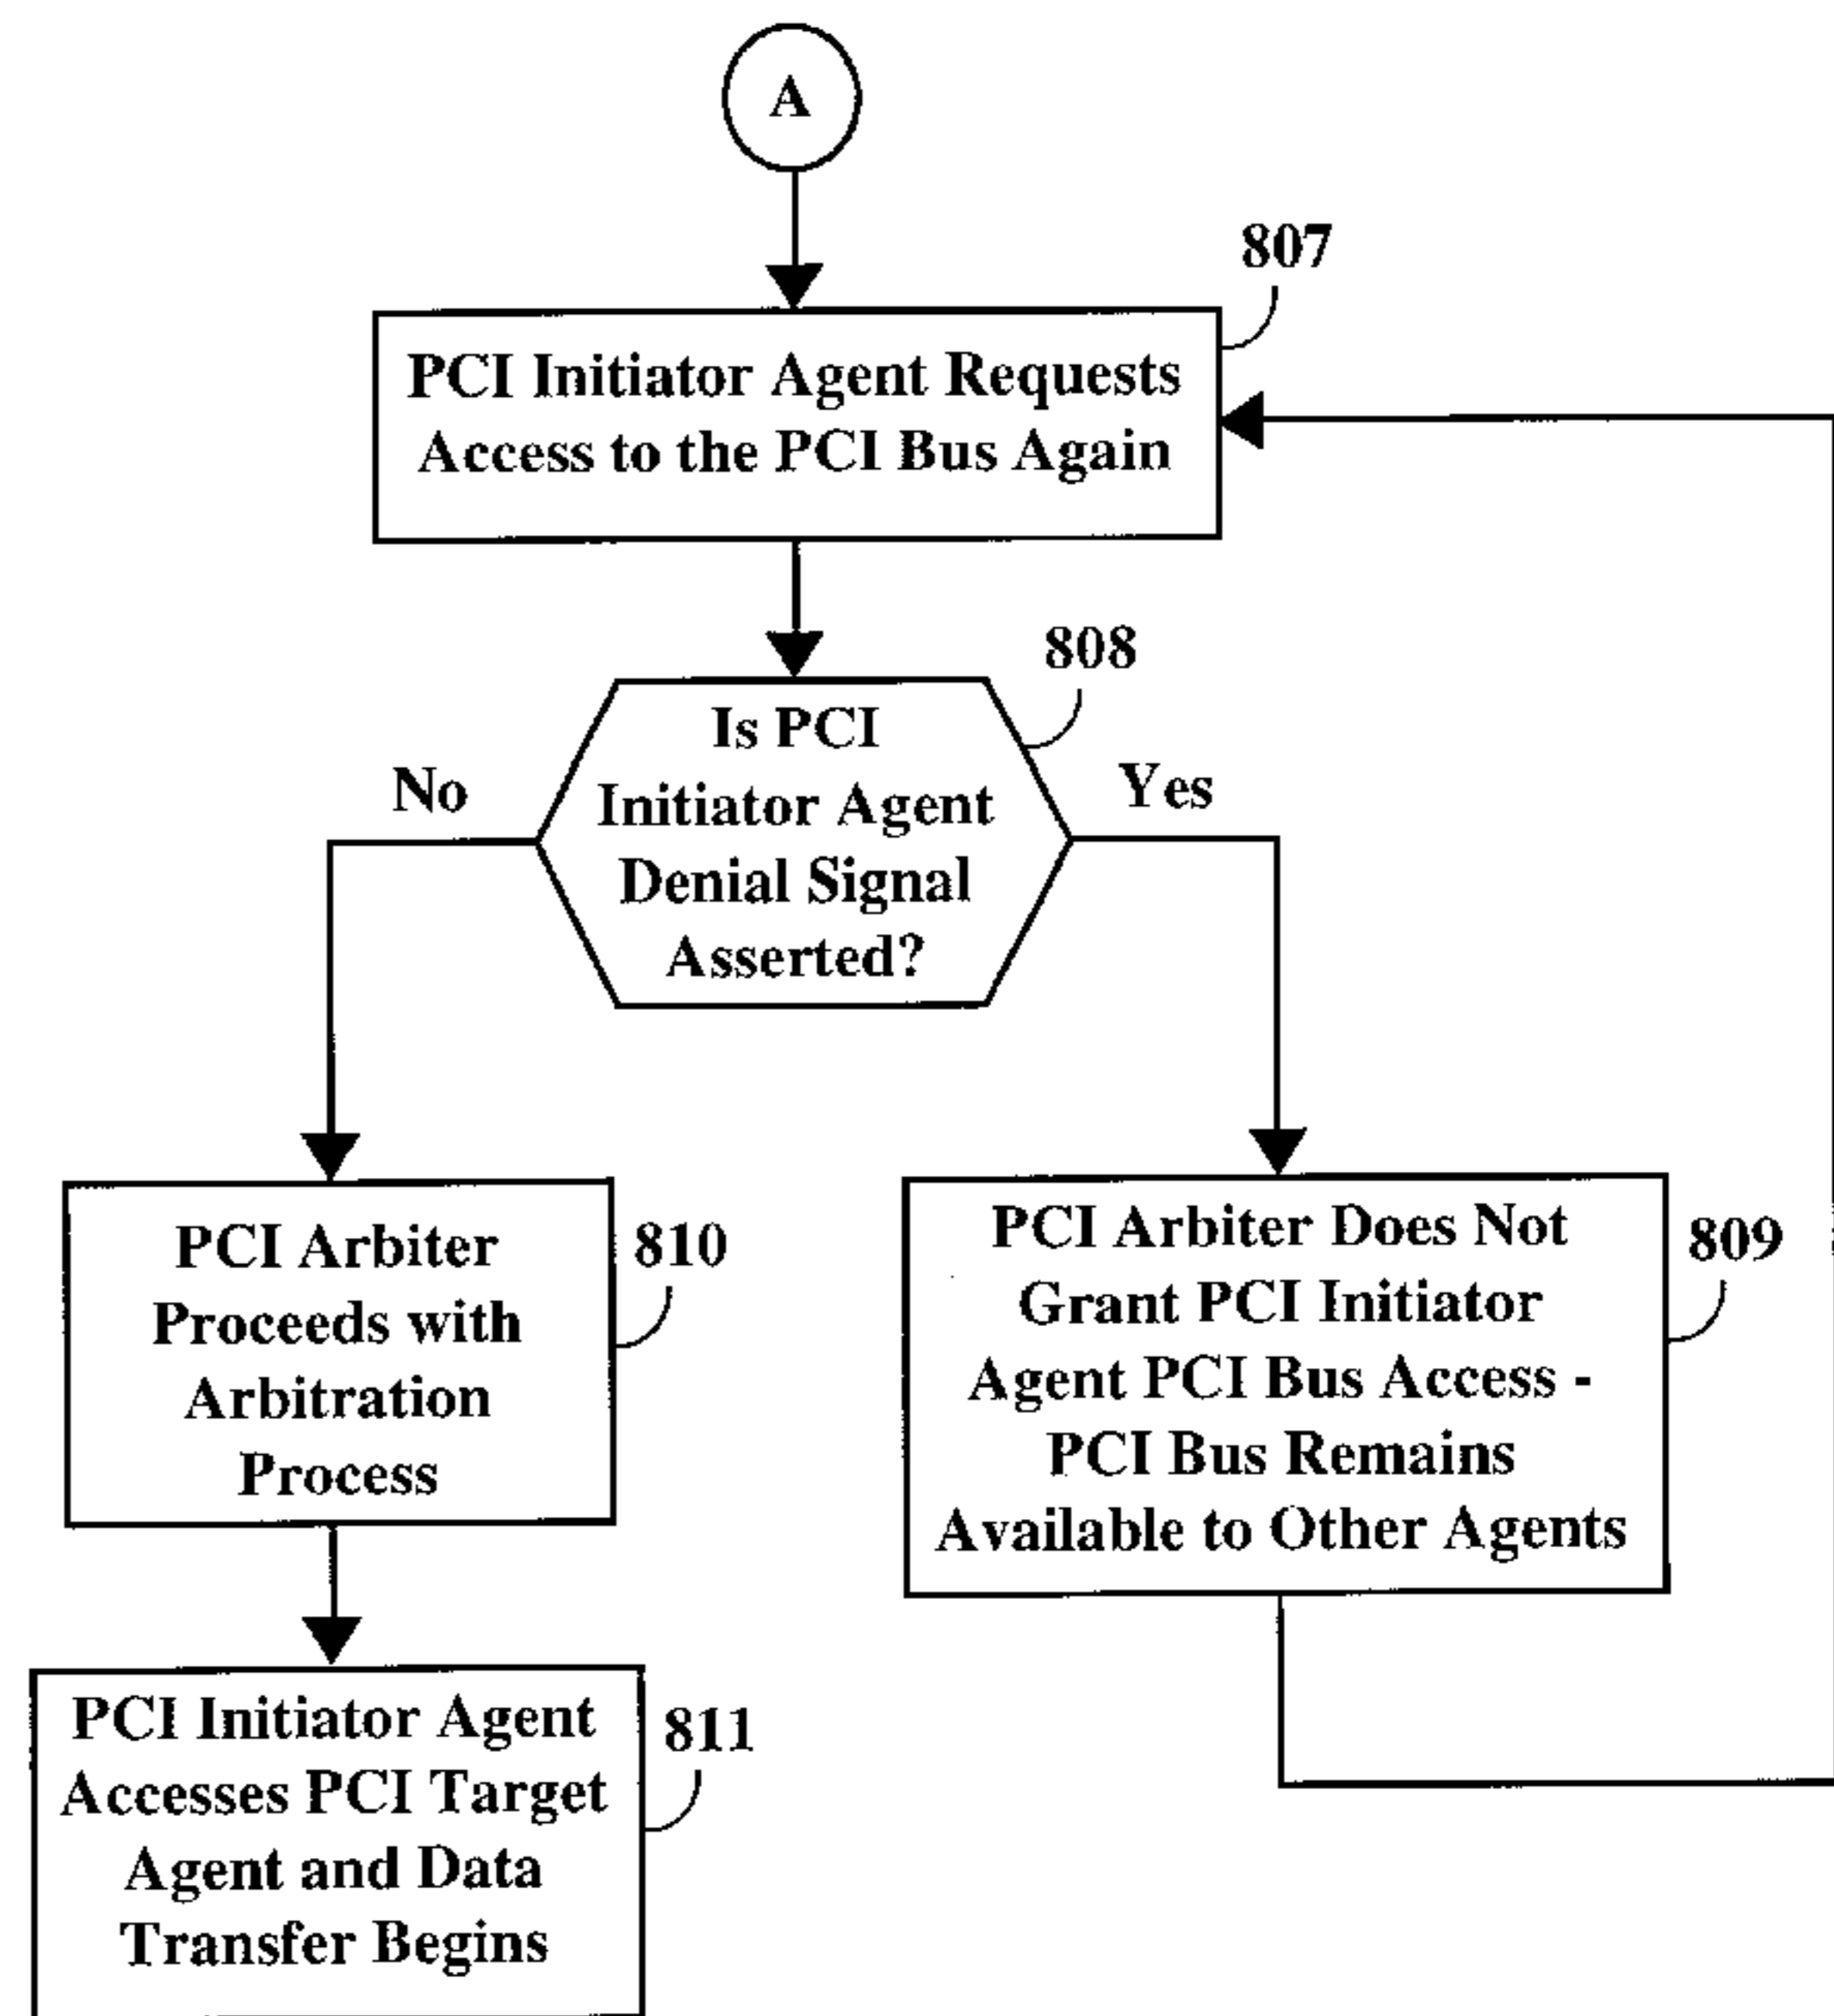 A
807
PCI Initiator Agent Requests
Access to the PCI Bus Again
808
Is PCI
Initiator Agent
Denial Signal
Asserted?
No
Yes
PCI Arbiter
Proceeds with
Arbitration
Process
810
PCI Arbiter Does Not
Grant PCI Initiator
Agent PCI Bus Access -
PCI Bus Remains
Available to Other Agents
809
PCI Initiator Agent
Accesses PCI Target
Agent and Data
Transfer Begins
811